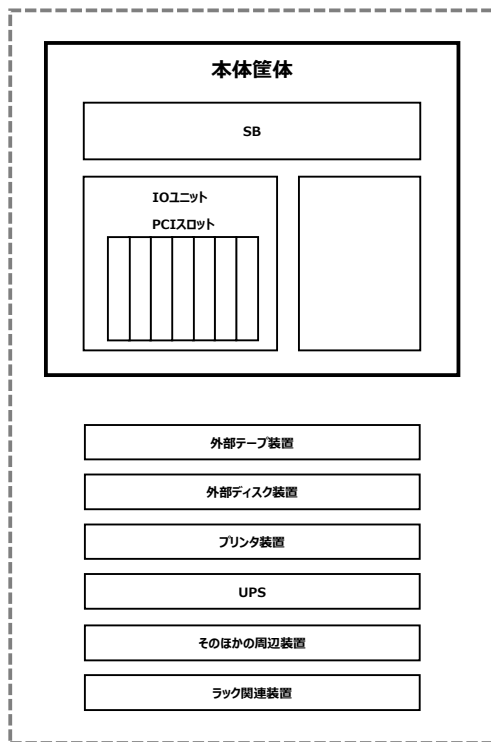 本体筐体
SB
IOユニット
PCIスロット
外部テープ装置
外部ディスク装置
プリンタ装置
UPS
そのほかの周辺装置
ラック関連装置